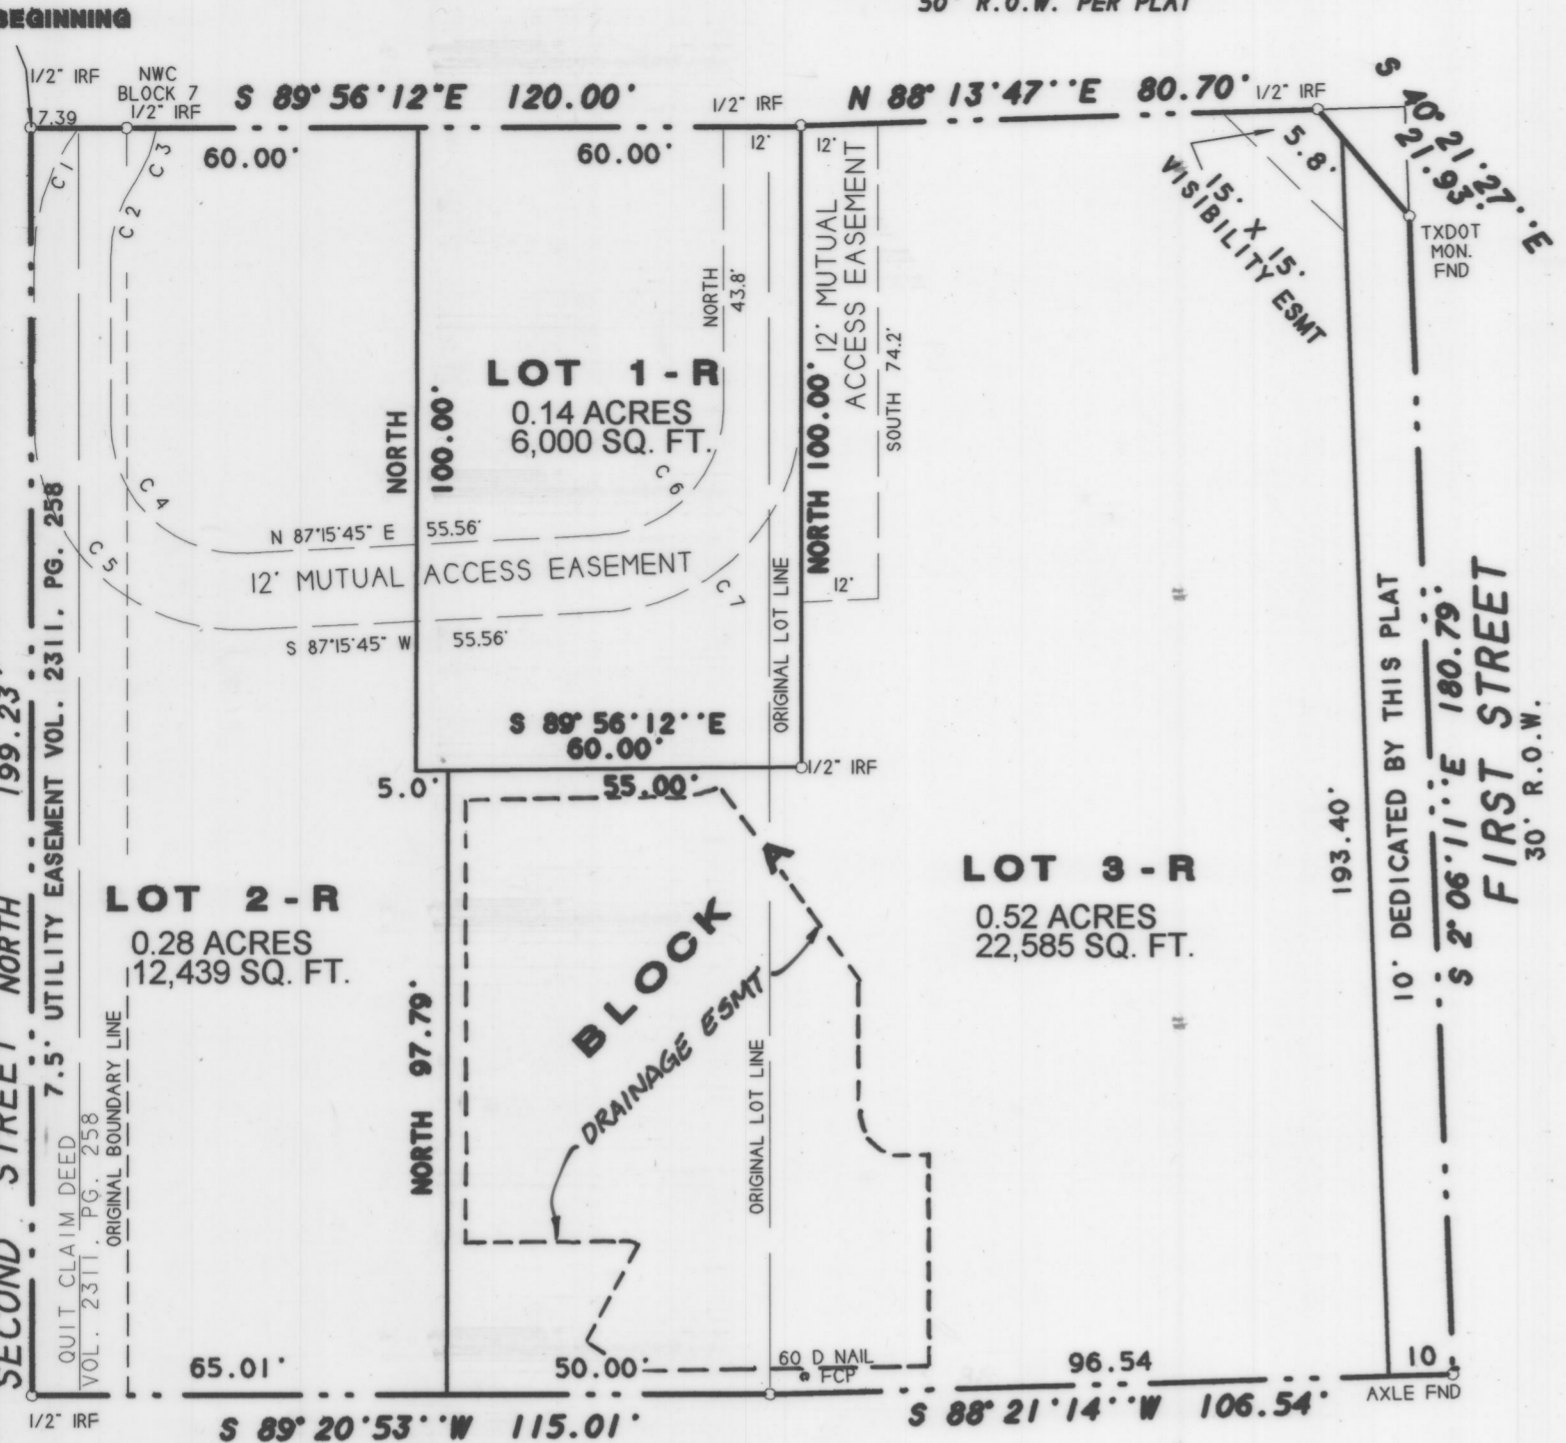 BEGINNING
50' R.O.W. PER PLAT
1/2" IRF
NWC
BLOCK 7
1/2" IRF
S 89°56'12"E 120.00'
1/2" IRF
N 88°13'47''E 80.70'
1/2" IRF
S 40°21'27''E
21.93'
7.39
60.00'
60.00'
12'
12'
5.8'
15' X 15'
VISIBILITY ESMT
TXDOT
MON.
FND
C 1
C 2
C 3
NORTH
43.8'
12' MUTUAL
ACCESS EASEMENT
SOUTH 74.2'
LOT 1-R
0.14 ACRES
6,000 SQ. FT.
NORTH
100.00'
NORTH 100.00'
C 4
C 5
C 6
C 7
N 87°15'45" E 55.56'
12' MUTUAL ACCESS EASEMENT
S 87°15'45" W 55.56'
12'
ORIGINAL LOT LINE
S 89°56'12''E
60.00'
1/2" IRF
5.0'
55.00'
SECOND STREET NORTH 199.23'
7.5' UTILITY EASEMENT VOL. 2311, PG. 258
LOT 2-R
0.28 ACRES
12,439 SQ. FT.
QUIT CLAIM DEED
VOL. 2311, PG. 258
ORIGINAL BOUNDARY LINE
NORTH 97.79'
BLOCK A
DRAINAGE ESMT
ORIGINAL LOT LINE
LOT 3-R
0.52 ACRES
22,585 SQ. FT.
193.40'
10' DEDICATED BY THIS PLAT
S 2°06'11''E 180.79'
FIRST STREET
30' R.O.W.
65.01'
50.00'
60 D NAIL
@ FCP
96.54
10
AXLE FND
1/2" IRF
S 89°20'53''W 115.01'
S 88°21'14''W 106.54'